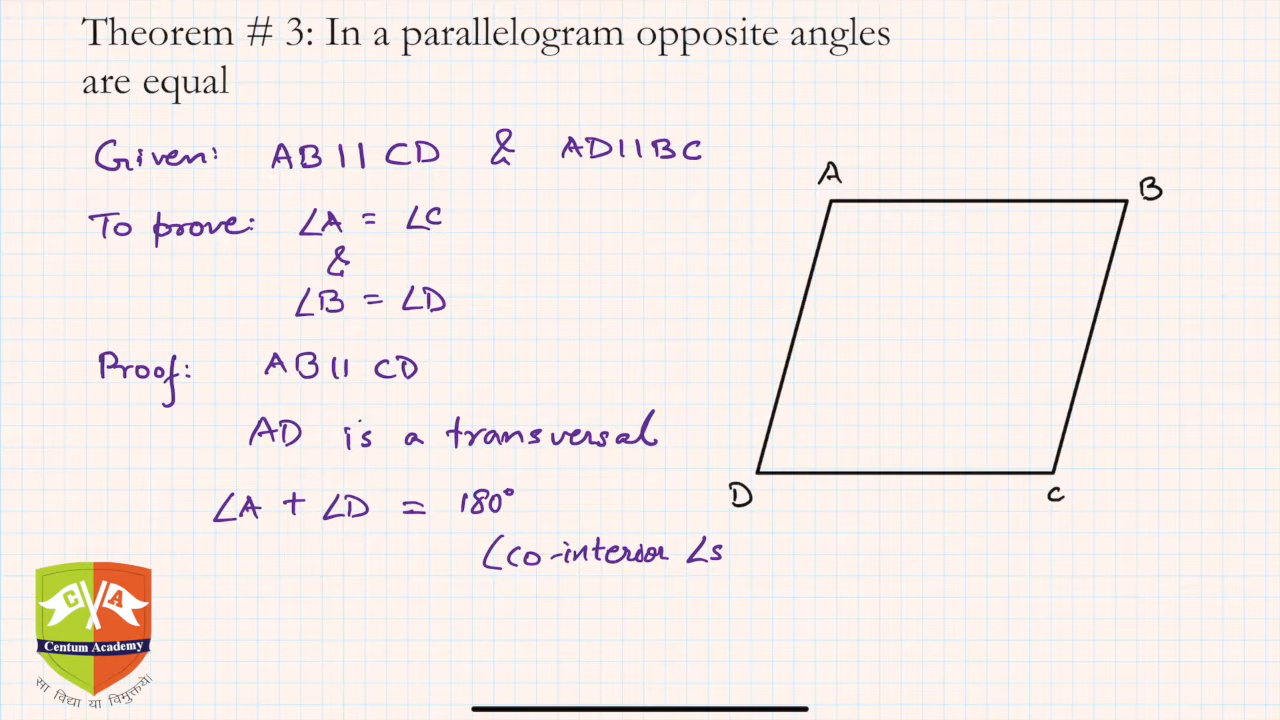 Theorem # 3: In a parallelogram opposite angles
are equal
Given: AB || CD & AD || BC
To prove: ∠A = ∠C
&
∠B = ∠D
Proof: AB || CD
AD is a transversal
∠A + ∠D = 180°
(co-interior ∠s
A
B
D
C
C A
Centum Academy
सा विद्या या विमुक्तये।